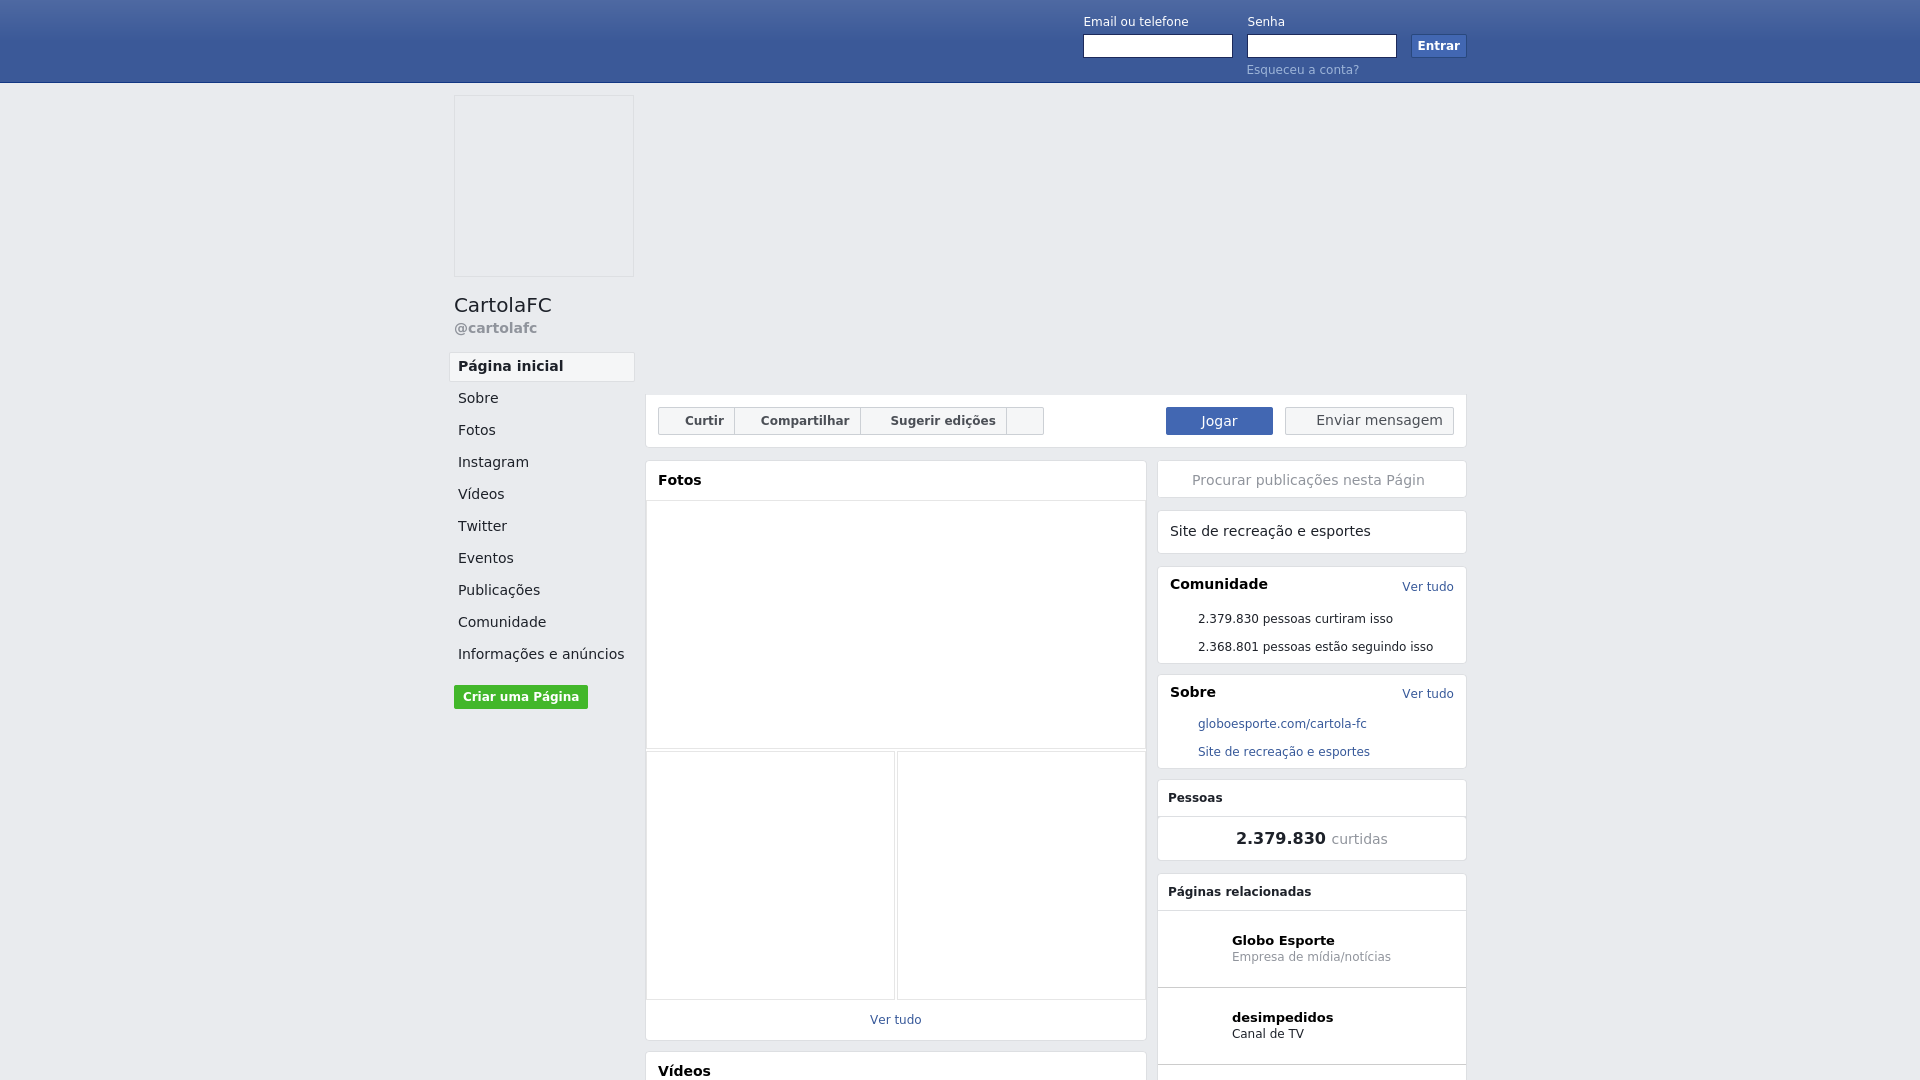 Email ou telefone
Senha
Entrar
Esqueceu a conta?
CartolaFC
@cartolafc
Página inicial
Sobre
Fotos
Instagram
Vídeos
Twitter
Eventos
Publicações
Comunidade
Informações e anúncios
Criar uma Página
Curtir
Compartilhar
Sugerir edições
Jogar
Enviar mensagem
Fotos
Ver tudo
Vídeos
Procurar publicações nesta Págin
Site de recreação e esportes
Comunidade
Ver tudo
2.379.830 pessoas curtiram isso
2.368.801 pessoas estão seguindo isso
Sobre
Ver tudo
globoesporte.com/cartola-fc
Site de recreação e esportes
Pessoas
2.379.830 curtidas
Páginas relacionadas
Globo Esporte
Empresa de mídia/notícias
desimpedidos
Canal de TV